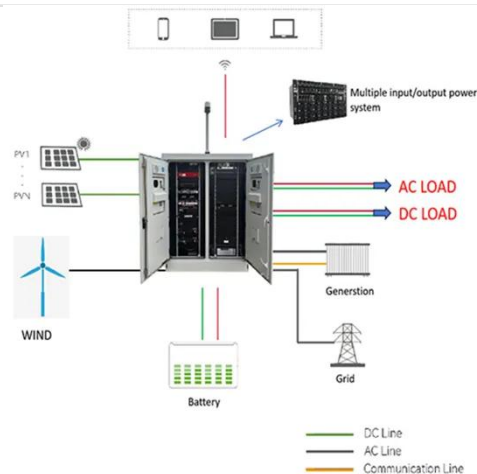 Multiple input/output power
system
PV1
PVN
AC LOAD
DC LOAD
Generstion
WIND
Grid
Battery
DC Line
AC Line
Communication Line